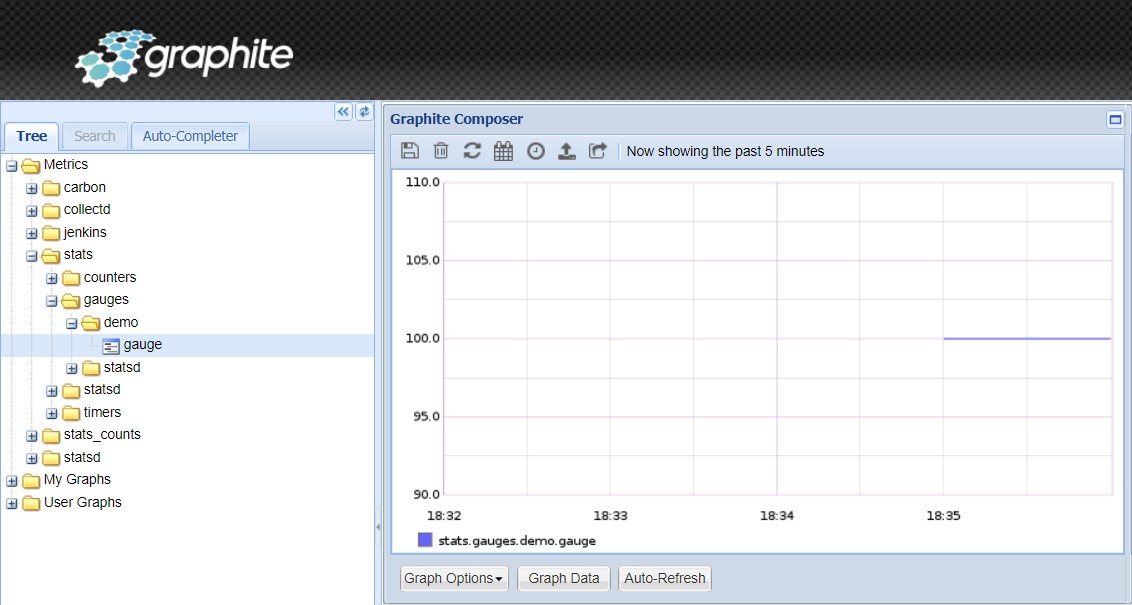 graphite
Tree
Search
Auto-Completer
Metrics
carbon
collectd
jenkins
stats
counters
gauges
demo
gauge
statsd
statsd
timers
stats_counts
statsd
My Graphs
User Graphs
Graphite Composer
Now showing the past 5 minutes
110.0
105.0
100.0
95.0
90.0
18:32 18:33 18:34 18:35
stats.gauges.demo.gauge
Graph Options Graph Data Auto-Refresh